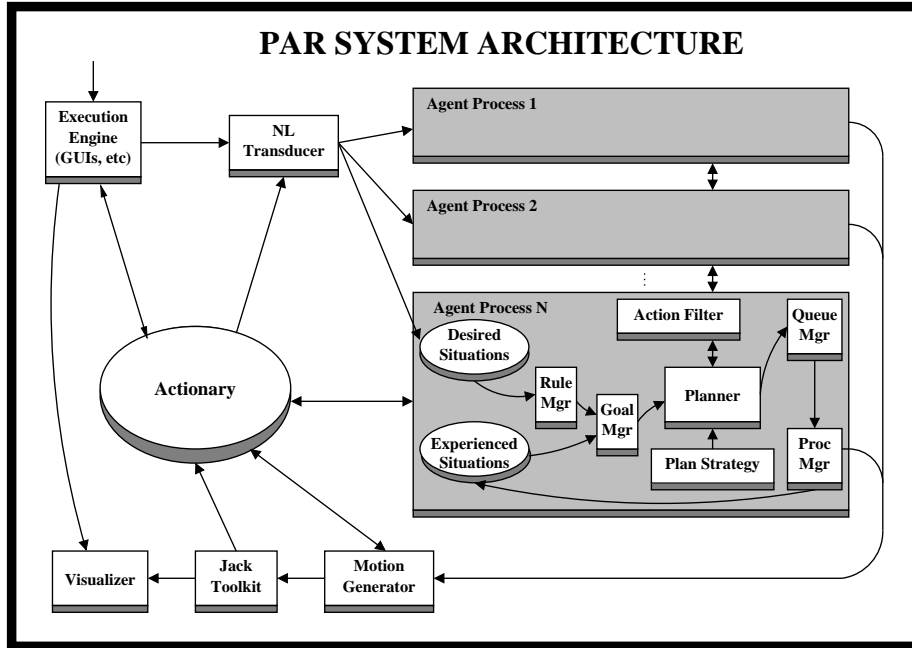 PAR SYSTEM ARCHITECTURE
Execution
Engine
(GUIs, etc)
NL
Transducer
Agent Process 1
Agent Process 2
⋮
Agent Process N
Desired
Situations
Experienced
Situations
Rule
Mgr
Goal
Mgr
Action Filter
Planner
Plan Strategy
Queue
Mgr
Proc
Mgr
Actionary
Visualizer
Jack
Toolkit
Motion
Generator